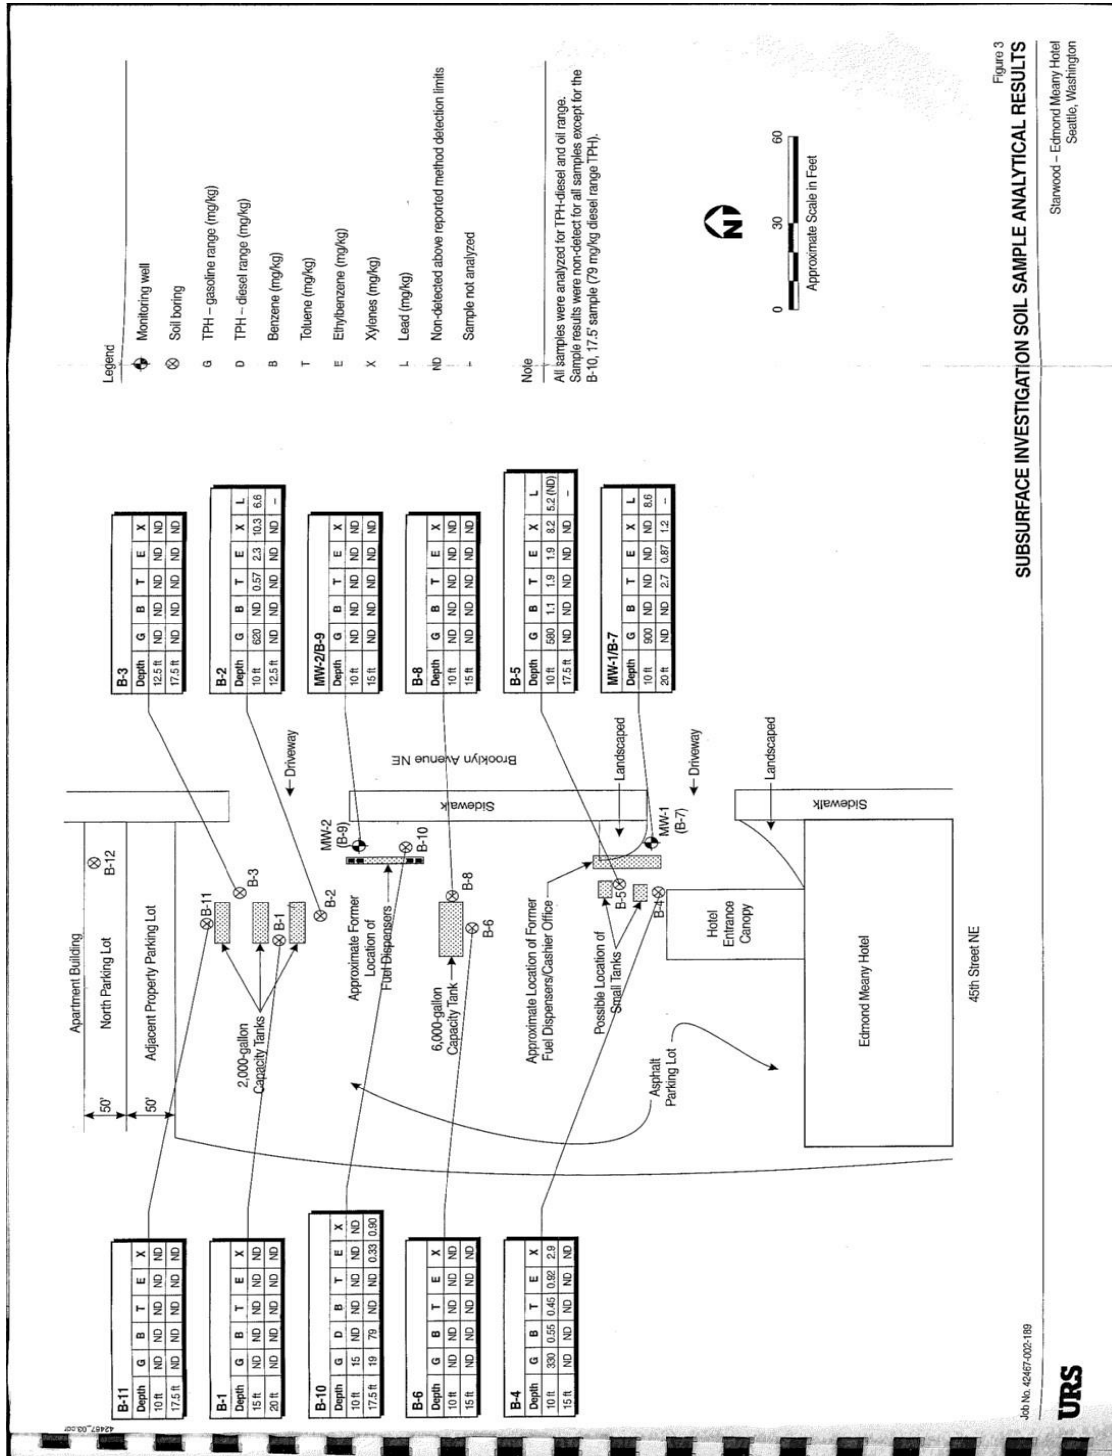 Legend
Monitoring well
Soil boring
G TPH – gasoline range (mg/kg)
D TPH – diesel range (mg/kg)
B Benzene (mg/kg)
T Toluene (mg/kg)
E Ethylbenzene (mg/kg)
X Xylenes (mg/kg)
L Lead (mg/kg)
ND Non-detected above reported method detection limits
– Sample not analyzed
Note
All samples were analyzed for TPH-diesel and oil range.
Sample results were non-detect for all samples except for the
B-10, 17.5' sample (79 mg/kg diesel range TPH).
N
0 30 60
Approximate Scale in Feet
B-3
Depth G B T E X
12.5 ft ND ND ND ND ND
17.5 ft ND ND ND ND ND
B-2
Depth G B T E X L
10 ft 620 ND 0.57 2.3 10.3 6.6
12.5 ft ND ND ND ND ND –
MW-2/B-9
Depth G B T E X
10 ft ND ND ND ND ND
15 ft ND ND ND ND ND
B-8
Depth G B T E X
10 ft ND ND ND ND ND
15 ft ND ND ND ND ND
B-5
Depth G B T E X L
10 ft 580 1.1 1.9 1.9 8.2 5.2 (ND)
17.5 ft ND ND ND ND ND –
MW-1/B-7
Depth G B T E X L
10 ft 900 ND ND ND ND 8.6
20 ft ND ND 2.7 0.87 1.2 –
Apartment Building
North Parking Lot
Adjacent Property Parking Lot
50'
50'
B-12
B-11
B-3
B-1
B-2
2,000-gallon
Capacity Tanks
Driveway
Brooklyn Avenue NE
Sidewalk
MW-2
(B-9)
B-10
Approximate Former
Location of
Fuel Dispensers
B-8
B-6
6,000-gallon
Capacity Tank
Approximate Location of Former
Fuel Dispensers/Cashier Office
Possible Location of
Small Tanks
B-5
B-4
Landscaped
MW-1
(B-7)
Driveway
Landscaped
Sidewalk
Hotel
Entrance
Canopy
Asphalt
Parking Lot
Edmond Meany Hotel
45th Street NE
B-11
Depth G B T E X
10 ft ND ND ND ND ND
17.5 ft ND ND ND ND ND
B-1
Depth G B T E X
15 ft ND ND ND ND ND
20 ft ND ND ND ND ND
B-10
Depth G D B T E X
10 ft 15 ND ND ND ND ND
17.5 ft 19 79 ND ND 0.33 0.90
B-6
Depth G B T E X
10 ft ND ND ND ND ND
15 ft ND ND ND ND ND
B-4
Depth G B T E X
10 ft 330 0.55 0.45 0.92 2.9
15 ft ND ND ND ND ND
42467_03.cdr
Job No. 42467-002-189
URS
Figure 3
SUBSURFACE INVESTIGATION SOIL SAMPLE ANALYTICAL RESULTS
Starwood – Edmond Meany Hotel
Seattle, Washington